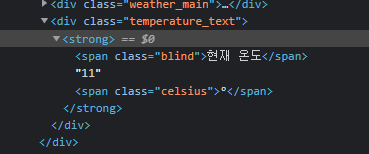 ▶<div class="weather_main">…</div>
▼<div class="temperature_text">
▼<strong> == $0
<span class="blind">현재 온도</span>
"11"
<span class="celsius">°</span>
</strong>
</div>
</div>